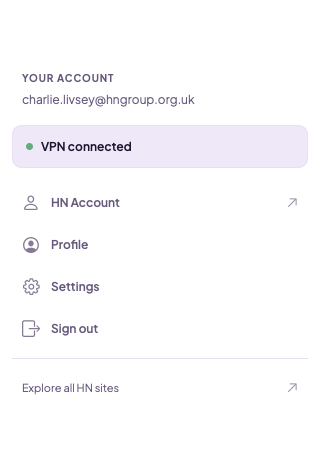 YOUR ACCOUNT
charlie.livsey@hngroup.org.uk
VPN connected
HN Account
Profile
Settings
Sign out
Explore all HN sites